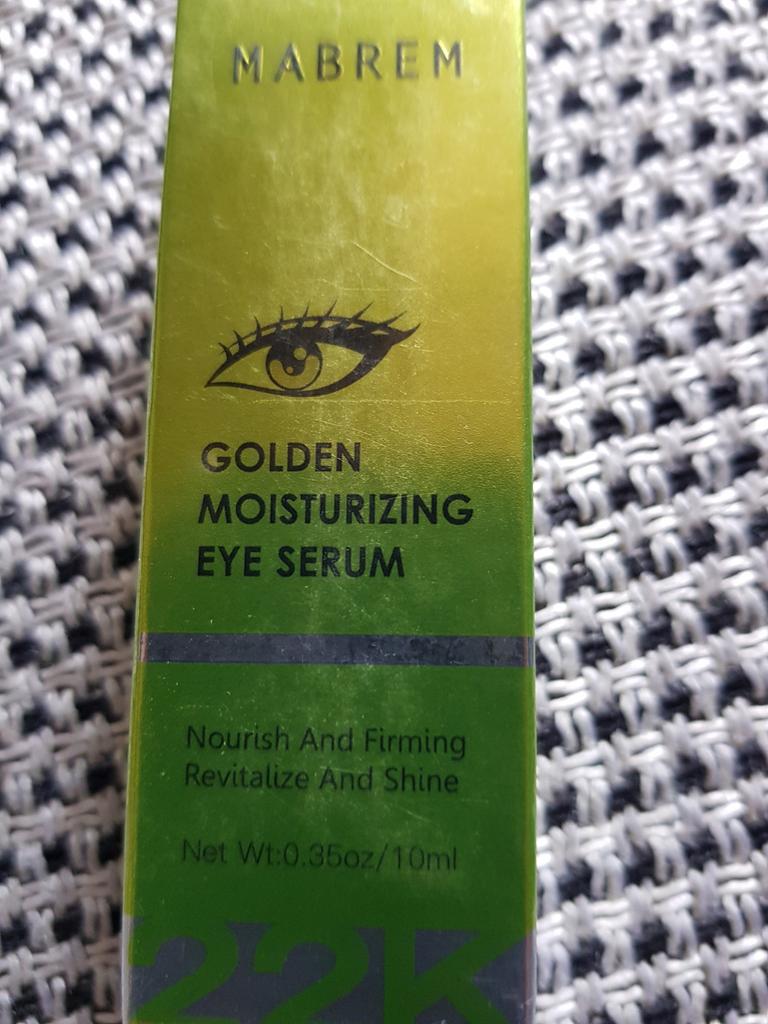 MABREM
GOLDEN
MOISTURIZING
EYE SERUM
Nourish And Firming
Revitalize And Shine
Net Wt:0.35oz/10ml
22K